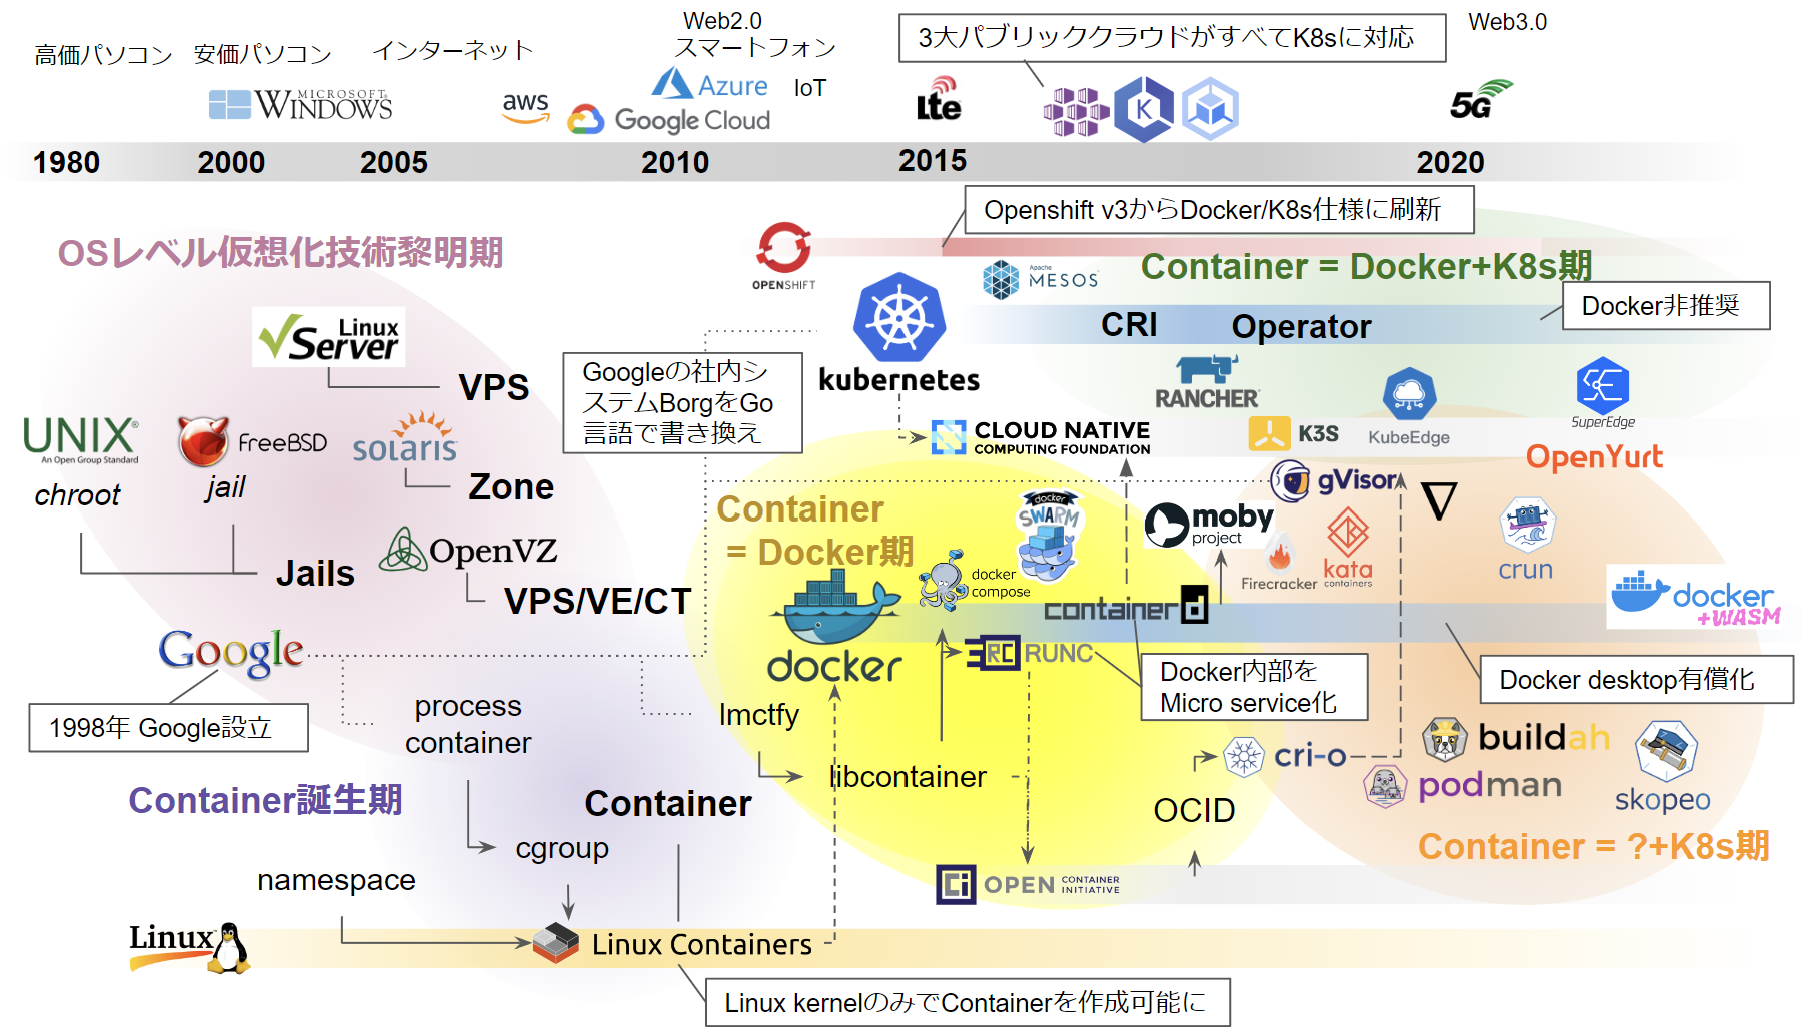 Web2.0
Web3.0
高価パソコン
安価パソコン
インターネット
スマートフォン
3大パブリッククラウドがすべてK8sに対応
MICROSOFT®
WINDOWS
aws
Azure
IoT
Google Cloud
LTE
K
5G
1980
2000
2005
2010
2015
2020
Openshift v3からDocker/K8s仕様に刷新
OSレベル仮想化技術黎明期
OPENSHIFT
Apache
MESOS
Container = Docker+K8s期
Docker非推奨
CRI
Operator
Linux
VServer
VPS
Googleの社内シ
ステムBorgをGo
言語で書き換え
kubernetes
RANCHER
KubeEdge
SuperEdge
K3S
OpenYurt
UNIX®
An Open Group Standard
chroot
FreeBSD
jail
solaris
Zone
CLOUD NATIVE
COMPUTING FOUNDATION
gVisor
Container
= Docker期
docker
SWARM
moby
project
Firecracker
kata
containers
crun
Jails
OpenVZ
VPS/VE/CT
docker
compose
containerd
docker
+WASM
Google
docker
RC RUNC
Docker内部を
Micro service化
Docker desktop有償化
1998年 Google設立
process
container
lmctfy
libcontainer
cri-o
buildah
podman
skopeo
Container誕生期
Container
OCID
cgroup
Container = ?+K8s期
namespace
Ci OPEN CONTAINER
INITIATIVE
Linux
Linux Containers
Linux kernelのみでContainerを作成可能に